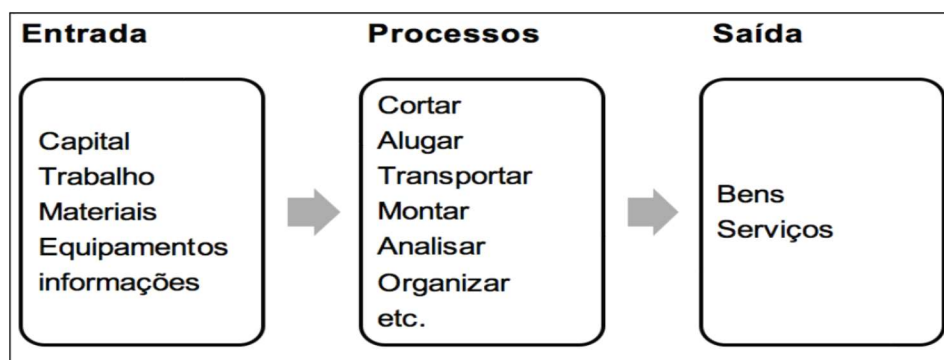 Entrada
Capital
Trabalho
Materiais
Equipamentos
informações
Processos
Cortar
Alugar
Transportar
Montar
Analisar
Organizar
etc.
Saída
Bens
Serviços